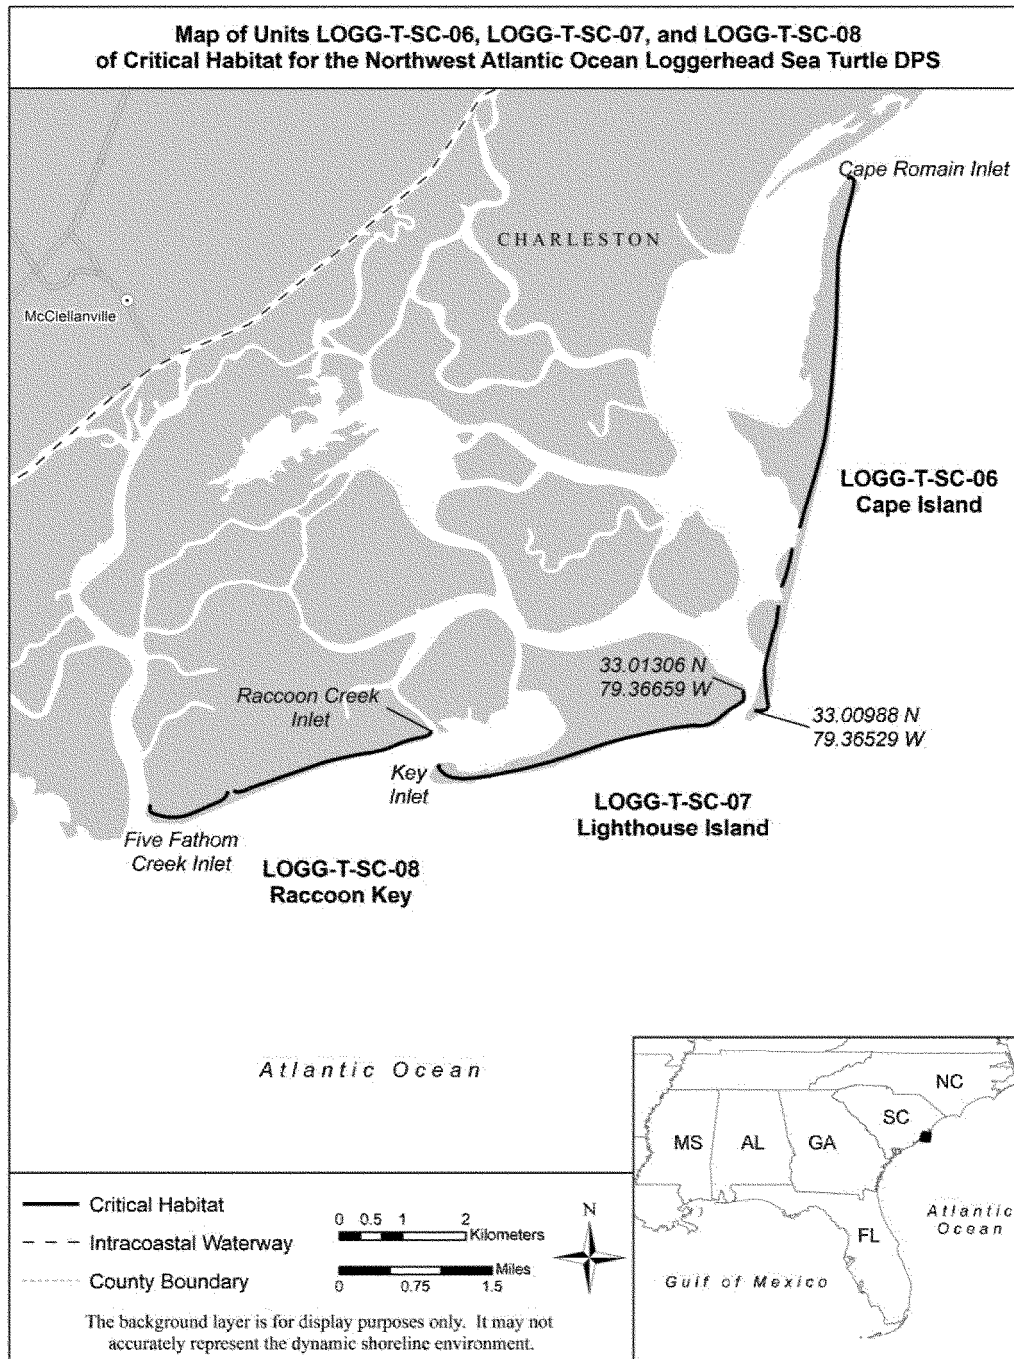 Map of Units LOGG-T-SC-06, LOGG-T-SC-07, and LOGG-T-SC-08
of Critical Habitat for the Northwest Atlantic Ocean Loggerhead Sea Turtle DPS
Cape Romain Inlet
CHARLESTON
McClellanville
LOGG-T-SC-06
Cape Island
33.01306 N
79.36659 W
Raccoon Creek
Inlet
33.00988 N
79.36529 W
Key
Inlet
LOGG-T-SC-07
Lighthouse Island
Five Fathom
Creek Inlet
LOGG-T-SC-08
Raccoon Key
Atlantic Ocean
NC
SC
MS
AL
GA
FL
Atlantic
Ocean
Gulf of Mexico
Critical Habitat
Intracoastal Waterway
County Boundary
0 0.5 1 2
Kilometers
Miles
0 0.75 1.5
N
The background layer is for display purposes only. It may not
accurately represent the dynamic shoreline environment.